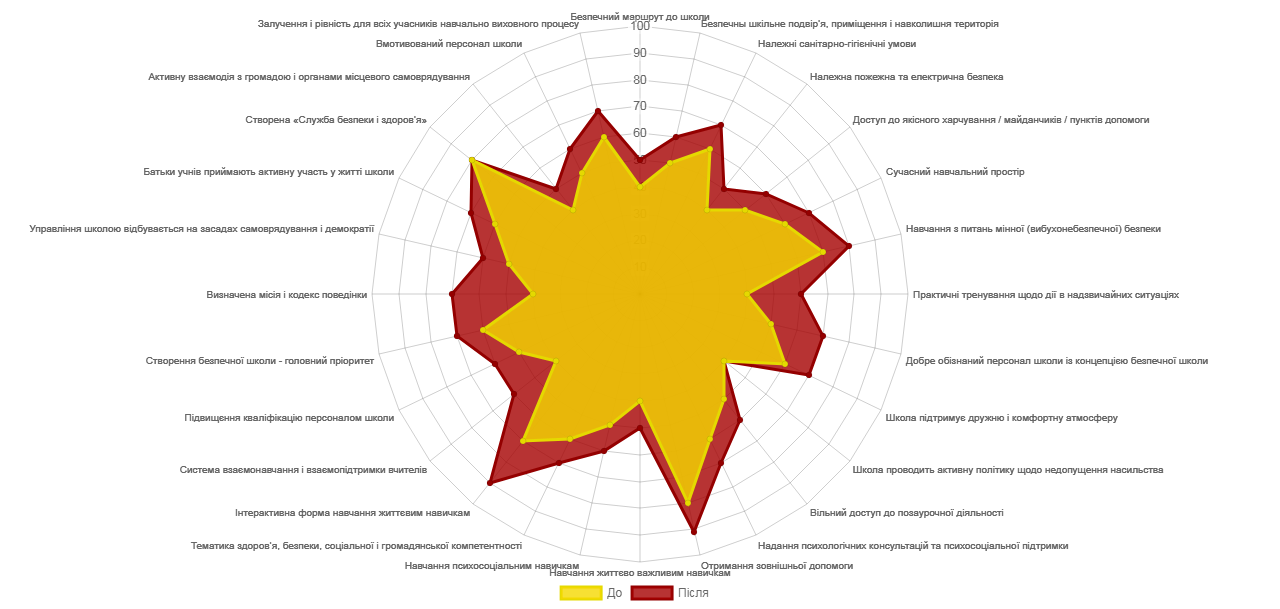 Безпечний маршрут до школи
Залучення і рівність для всіх учасників навчально виховного процесу
Безпечны шкільне подвір'я, приміщення і навколишня територія
100
Вмотивований персонал школи
Належні санітарно-гігієнічні умови
90
Активну взаємодія з громадою і органами місцевого самоврядування
Належна пожежна та електрична безпека
80
70
Створена «Служба безпеки і здоров'я»
Доступ до якісного харчування / майданчиків / пунктів допомоги
60
50
Батьки учнів приймають активну участь у житті школи
Сучасний навчальний простір
30
Управління школою відбувається на засадах самоврядування і демократії
Навчання з питань мінної (вибухонебезпечної) безпеки
20
10
Визначена місія і кодекс поведінки
Практичні тренування щодо дії в надзвичайних ситуаціях
Створення безпечної школи - головний пріоритет
Добре обізнаний персонал школи із концепцією безпечної школи
Підвищення кваліфікацію персоналом школи
Школа підтримує дружню і комфортну атмосферу
Система взаємонавчання і взаємопідтримки вчителів
Школа проводить активну політику щодо недопущення насильства
Інтерактивна форма навчання життєвим навичкам
Вільний доступ до позаурочної діяльності
Тематика здоров'я, безпеки, соціальної і громадянської компетентності
Надання психологічних консультацій та психосоціальної підтримки
Навчання психосоціальним навичкам
Отримання зовнішньої допомоги
Навчання життєво важливим навичкам
До
Після